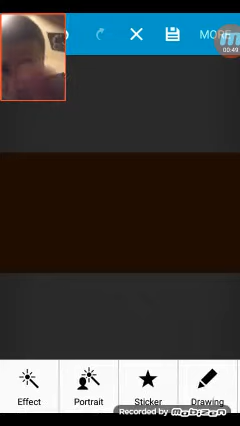 MORE
00:49
Effect
Portrait
Sticker
Drawing
Recorded by mobizen